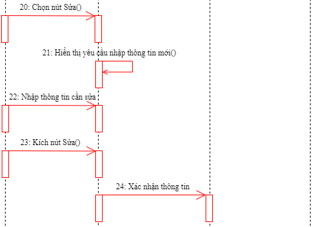 20: Chọn nút Sửa()
21: Hiển thị yêu cầu nhập thông tin mới()
22: Nhập thông tin cần sửa
23: Kích nút Sửa()
24: Xác nhận thông tin